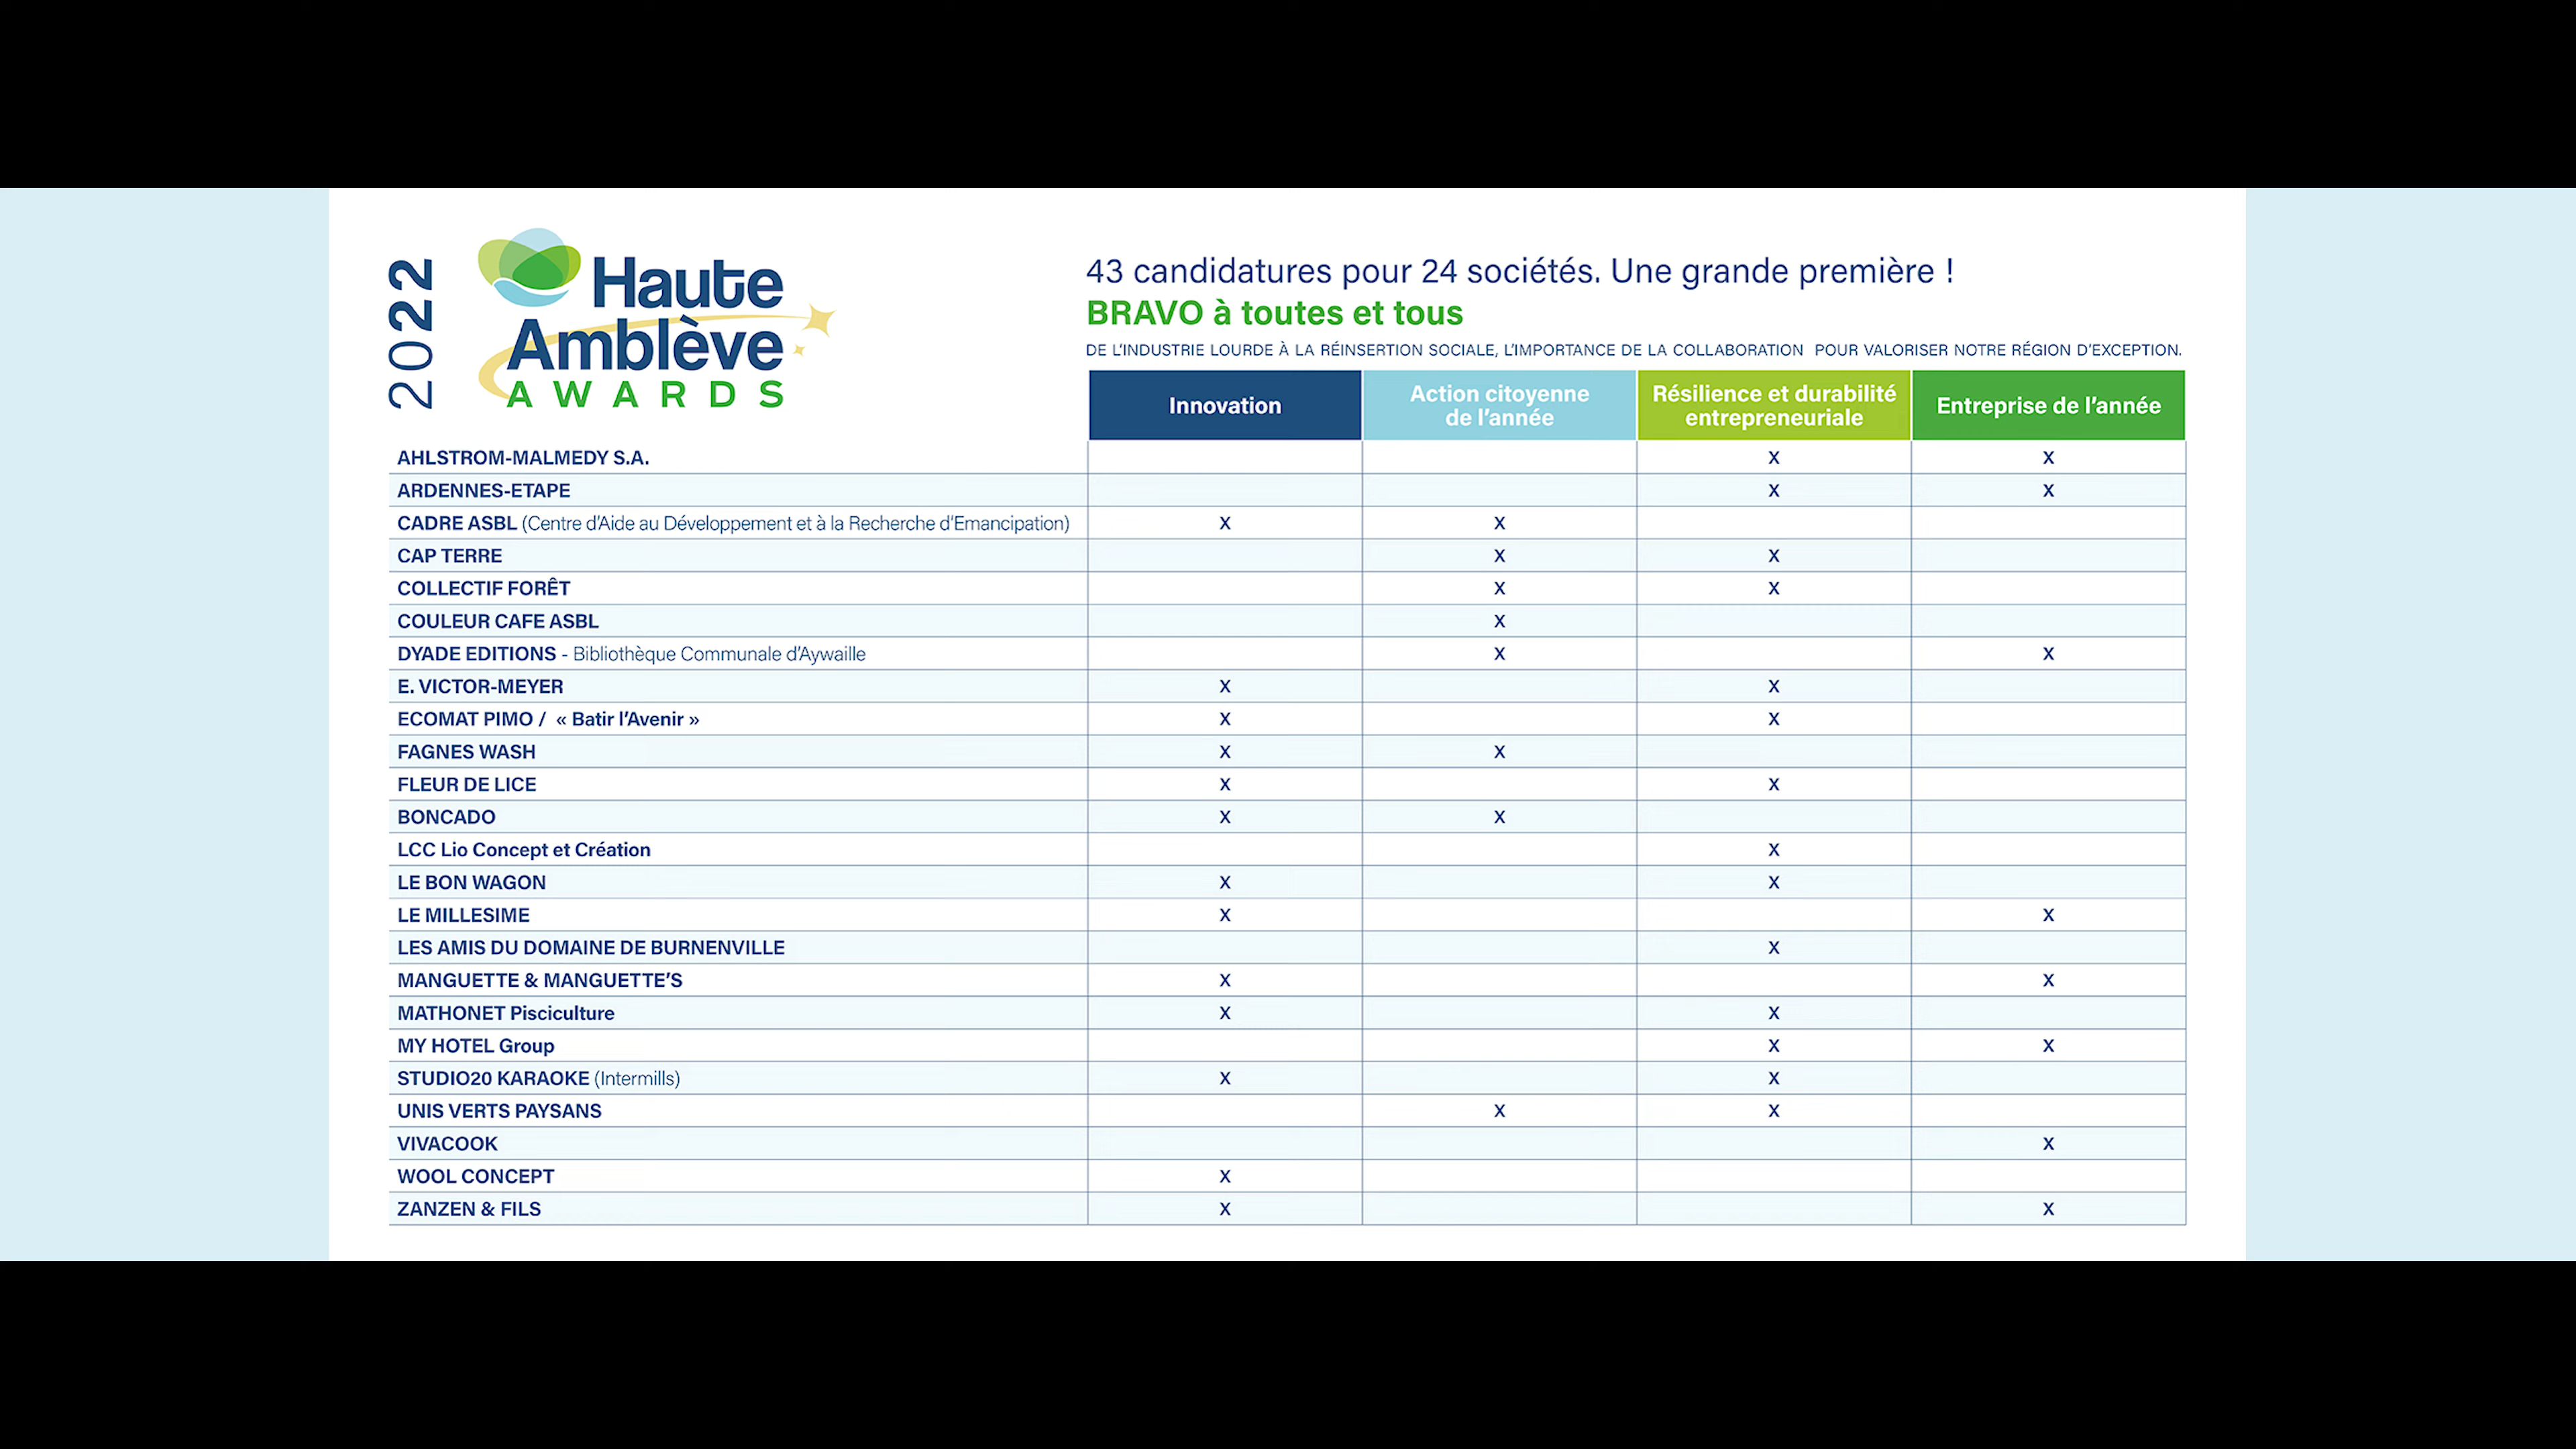 2022
Haute
Amblève
AWARDS
43 candidatures pour 24 sociétés. Une grande première !
BRAVO à toutes et tous
DE L'INDUSTRIE LOURDE À LA RÉINSERTION SOCIALE, L'IMPORTANCE DE LA COLLABORATION POUR VALORISER NOTRE RÉGION D'EXCEPTION.
Innovation
Action citoyenne
de l'année
Résilience et durabilité
entrepreneuriale
Entreprise de l'année
AHLSTROM-MALMEDY S.A. X X
ARDENNES-ETAPE X X
CADRE ASBL (Centre d'Aide au Développement et à la Recherche d'Emancipation) X X
CAP TERRE X X
COLLECTIF FORÊT X X
COULEUR CAFE ASBL X
DYADE EDITIONS - Bibliothèque Communale d'Aywaille X X
E. VICTOR-MEYER X X
ECOMAT PIMO / « Batir l'Avenir » X X
FAGNES WASH X X
FLEUR DE LICE X X
BONCADO X X
LCC Lio Concept et Création X
LE BON WAGON X X
LE MILLESIME X X
LES AMIS DU DOMAINE DE BURNENVILLE X
MANGUETTE & MANGUETTE'S X X
MATHONET Pisciculture X X
MY HOTEL Group X X
STUDIO20 KARAOKE (Intermills) X X
UNIS VERTS PAYSANS X X
VIVACOOK X
WOOL CONCEPT X
ZANZEN & FILS X X